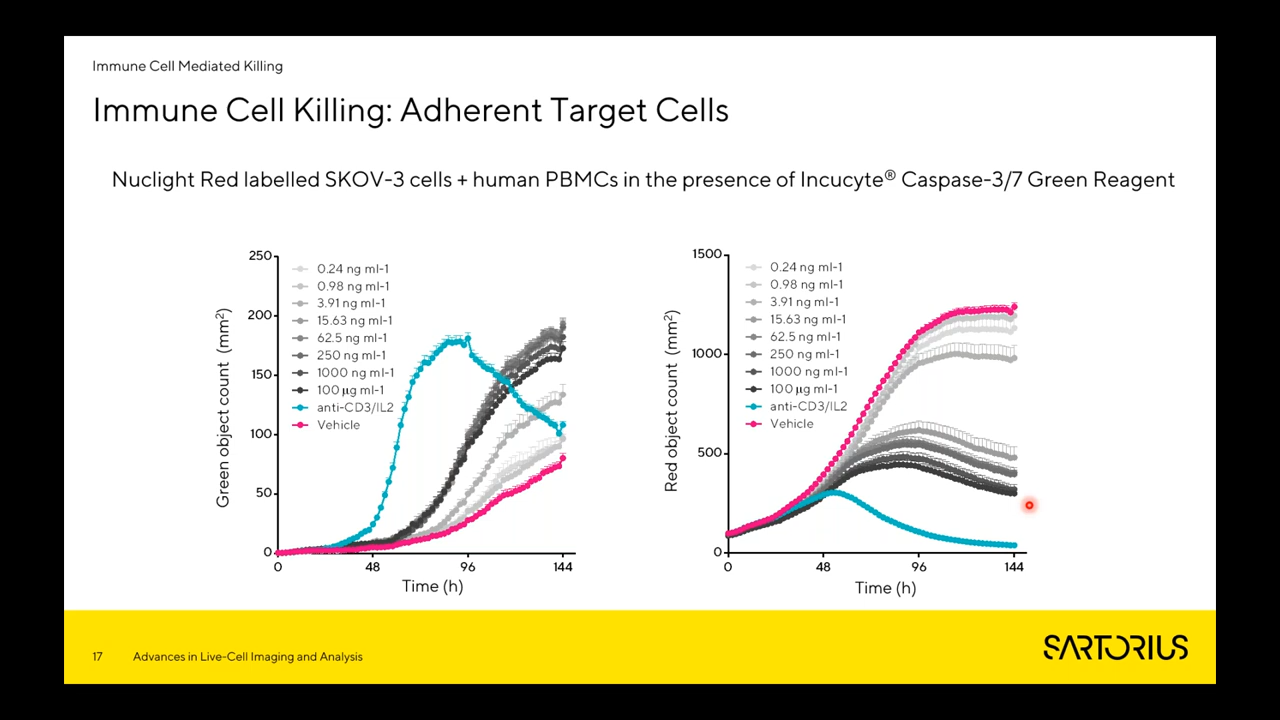 Immune Cell Mediated Killing
Immune Cell Killing: Adherent Target Cells
Nuclight Red labelled SKOV-3 cells + human PBMCs in the presence of Incucyte® Caspase-3/7 Green Reagent
Green object count (mm²)
250
200
150
100
50
0
0.24 ng ml-1
0.98 ng ml-1
3.91 ng ml-1
15.63 ng ml-1
62.5 ng ml-1
250 ng ml-1
1000 ng ml-1
100 µg ml-1
anti-CD3/IL2
Vehicle
0 48 96 144
Time (h)
Red object count (mm²)
1500
1000
500
0
0.24 ng ml-1
0.98 ng ml-1
3.91 ng ml-1
15.63 ng ml-1
62.5 ng ml-1
250 ng ml-1
1000 ng ml-1
100 µg ml-1
anti-CD3/IL2
Vehicle
0 48 96 144
Time (h)
17 Advances in Live-Cell Imaging and Analysis
SARTORIUS